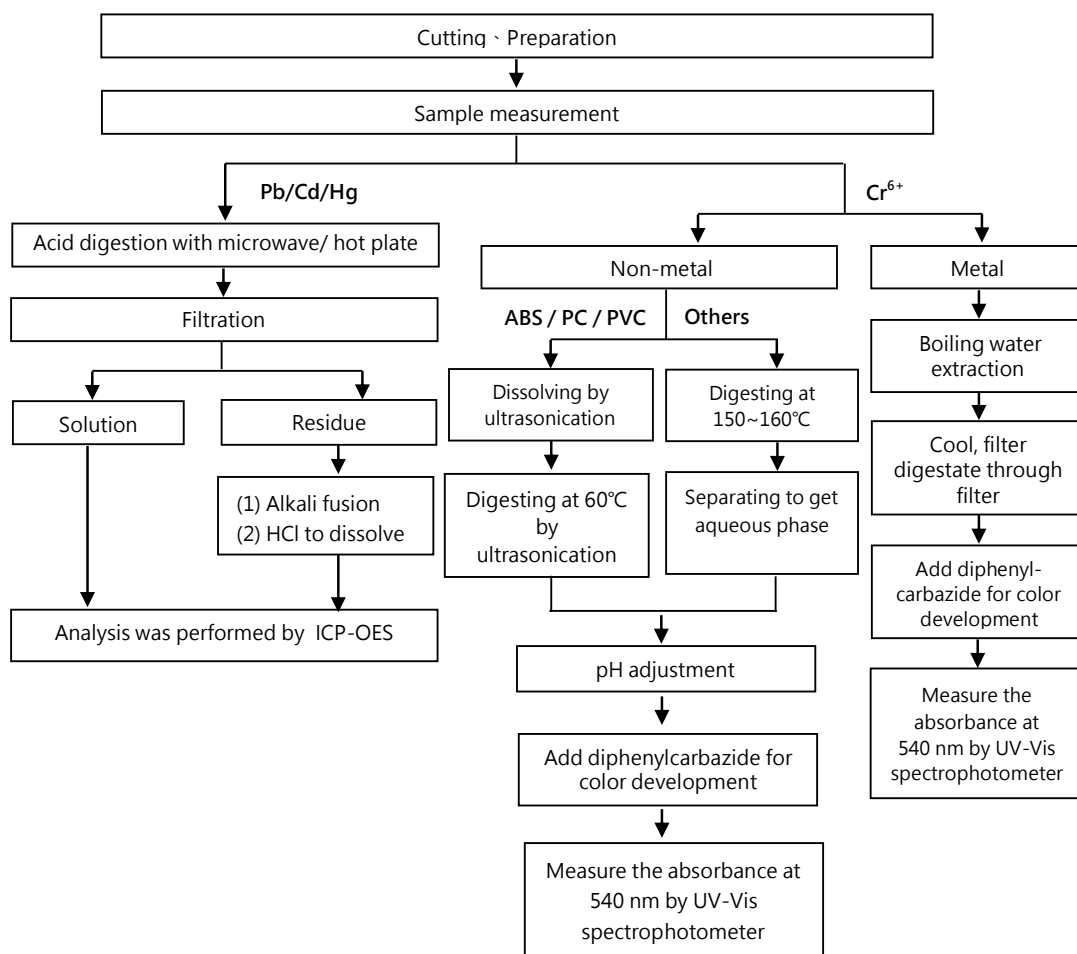 Cutting、Preparation
Sample measurement
Pb/Cd/Hg
Cr⁶⁺
Acid digestion with microwave/ hot plate
Non-metal
Metal
Filtration
ABS / PC / PVC
Others
Boiling water
extraction
Solution
Residue
Dissolving by
ultrasonication
Digesting at
150~160℃
Cool, filter
digestate through
filter
(1) Alkali fusion
(2) HCl to dissolve
Digesting at 60℃
by
ultrasonication
Separating to get
aqueous phase
Add diphenyl-
carbazide for color
development
Analysis was performed by ICP-OES
pH adjustment
Measure the
absorbance at
540 nm by UV-Vis
spectrophotometer
Add diphenylcarbazide for
color development
Measure the absorbance at
540 nm by UV-Vis
spectrophotometer